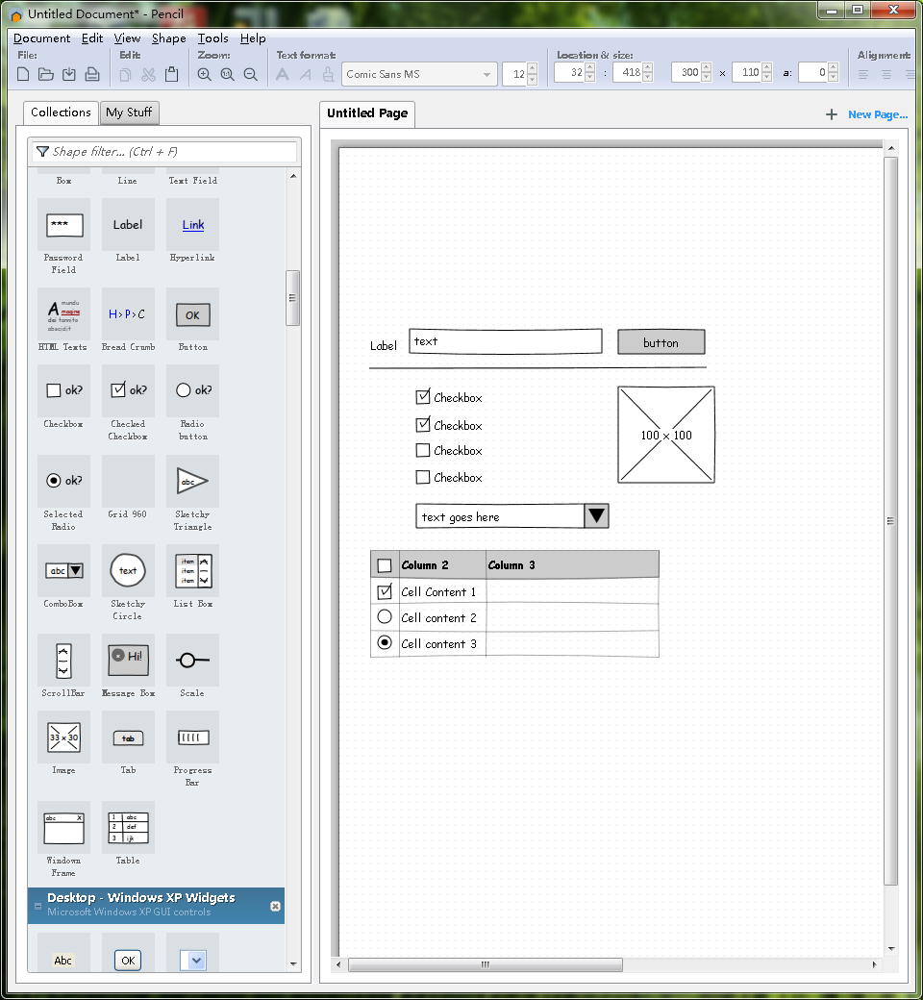 Untitled Document* - Pencil
Document Edit View Shape Tools Help
File: Edit: Zoom: Text format: Location & size: Alignment:
Comic Sans MS 12 32 : 418 300 x 110 a: 0
Collections My Stuff
Untitled Page
New Page...
Shape filter... (Ctrl + F)
Box Line Text Field
*** Label Link
Password Field Label Hyperlink
A mundu
magine
dei tannito
abacidit
H>P>C OK
HTML Texts Bread Crumb Button
ok? ok? ok?
Checkbox Checked Checkbox Radio button
ok? abc
Selected Radio Grid 960 Sketchy Triangle
abc text item
item
item
ComboBox Sketchy Circle List Box
Hi!
ScrollBar Message Box Scale
33 x 30 tab
Image Tab Progress Bar
abc X 1 abc
2 def
3 ijk
Windown Frame Table
Desktop - Windows XP Widgets
Microsoft Windows XP GUI controls
Abc OK
Label text button
Checkbox
Checkbox
Checkbox
Checkbox
100 x 100
text goes here
Column 2 Column 3
Cell Content 1
Cell content 2
Cell content 3